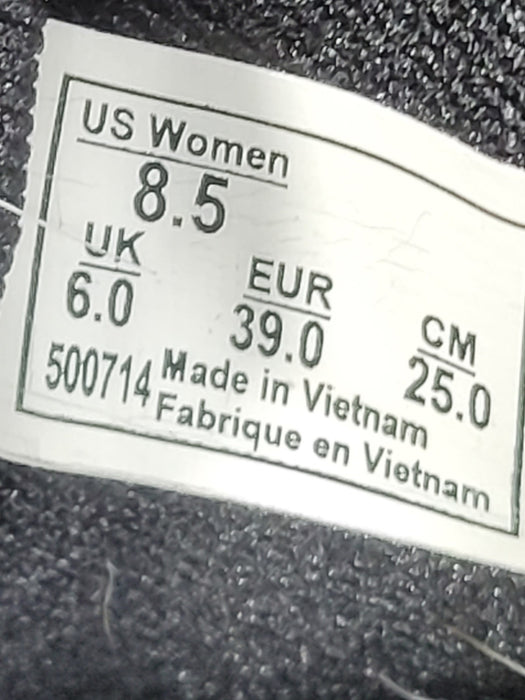 US Women
8.5
UK EUR CM
6.0 39.0 25.0
500714 Made in Vietnam
Fabrique en Vietnam